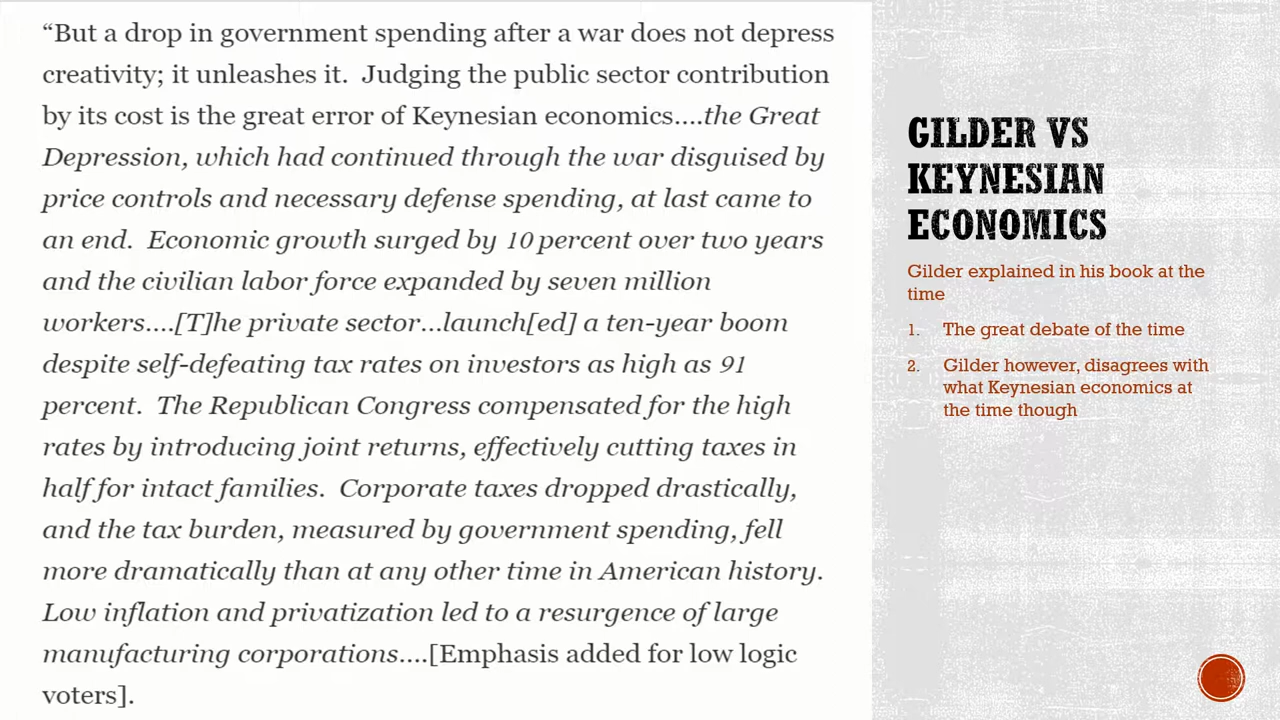 “But a drop in government spending after a war does not depress
creativity; it unleashes it.  Judging the public sector contribution
by its cost is the great error of Keynesian economics....the Great
Depression, which had continued through the war disguised by
price controls and necessary defense spending, at last came to
an end.  Economic growth surged by 10 percent over two years
and the civilian labor force expanded by seven million
workers....[T]he private sector...launch[ed] a ten-year boom
despite self-defeating tax rates on investors as high as 91
percent.  The Republican Congress compensated for the high
rates by introducing joint returns, effectively cutting taxes in
half for intact families.  Corporate taxes dropped drastically,
and the tax burden, measured by government spending, fell
more dramatically than at any other time in American history.
Low inflation and privatization led to a resurgence of large
manufacturing corporations....[Emphasis added for low logic
voters].
GILDER VS
KEYNESIAN
ECONOMICS
Gilder explained in his book at the
time
1. The great debate of the time
2. Gilder however, disagrees with
what Keynesian economics at
the time though